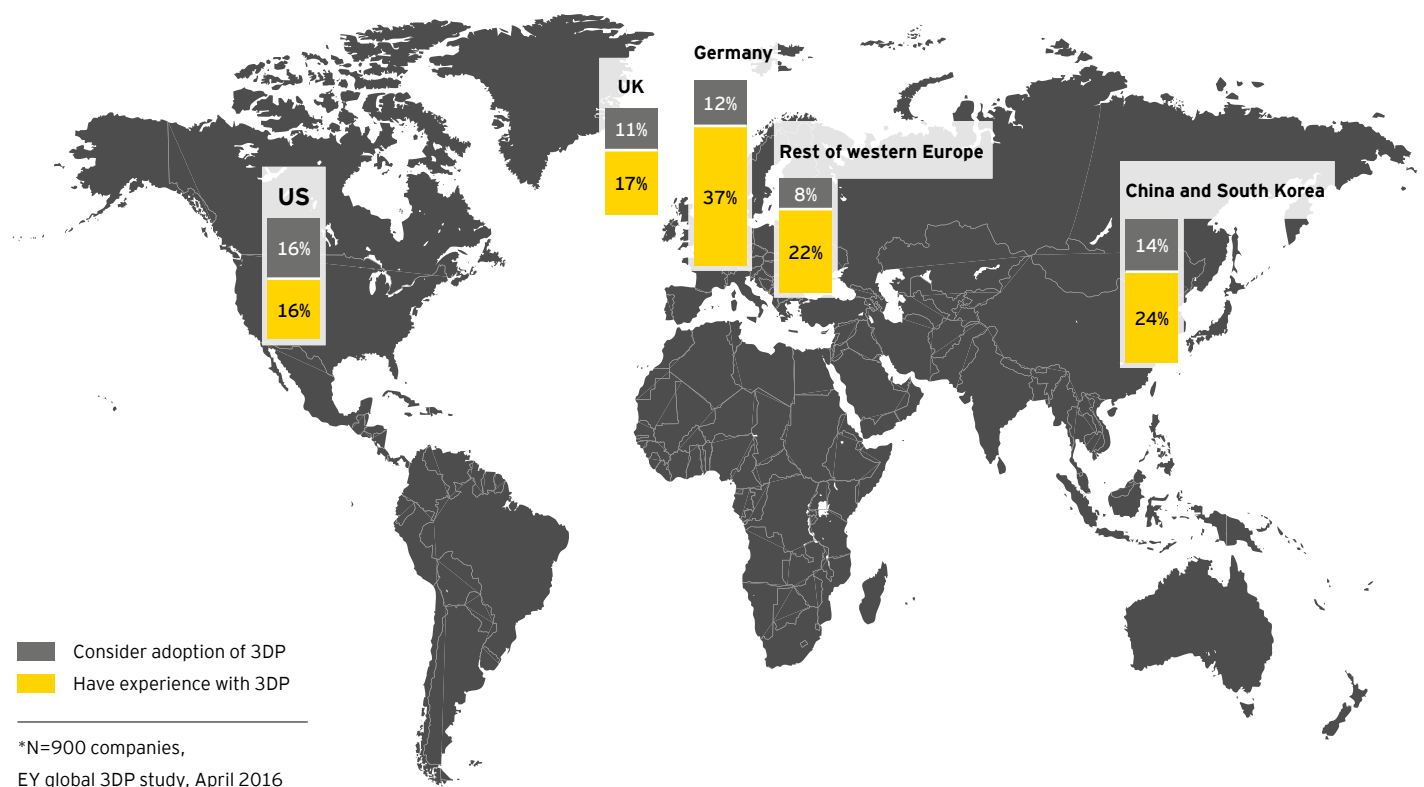 Germany
12%
37%
UK
11%
17%
Rest of western Europe
8%
22%
US
16%
16%
China and South Korea
14%
24%
Consider adoption of 3DP
Have experience with 3DP
*N=900 companies,
EY global 3DP study, April 2016